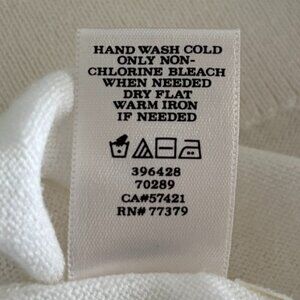 HAND WASH COLD
ONLY NON-
CHLORINE BLEACH
WHEN NEEDED
DRY FLAT
WARM IRON
IF NEEDED
396428
70289
CA#57421
RN#77379